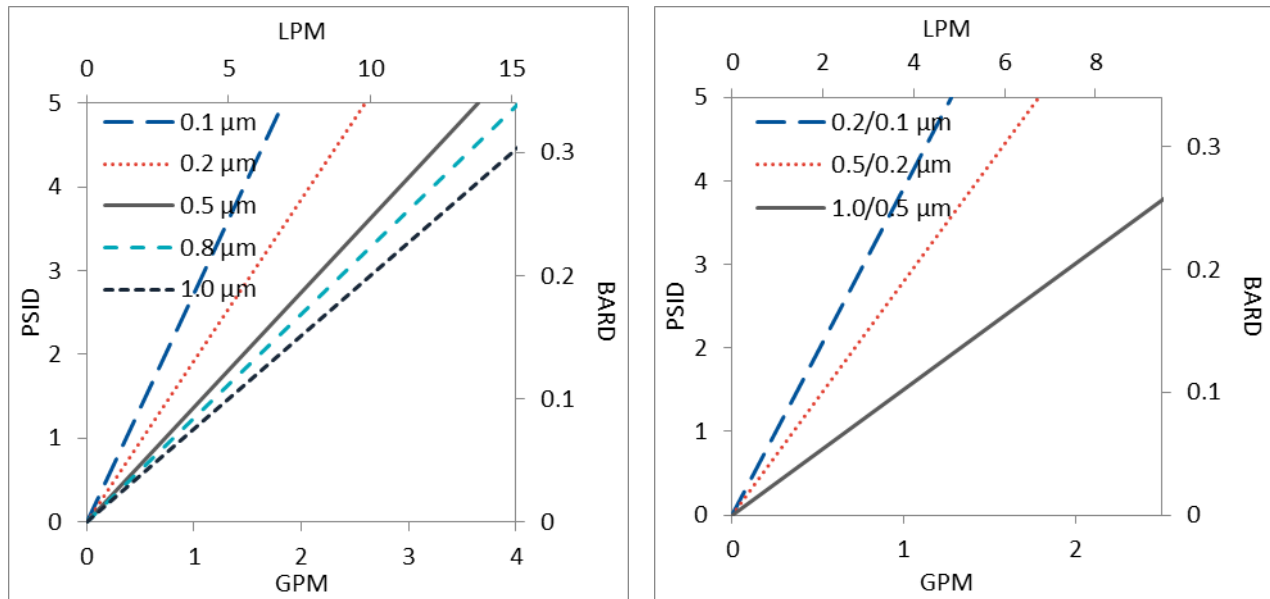 LPM
0 5 10 15
5
4
3
2
1
0
PSID
0.1 µm
0.2 µm
0.5 µm
0.8 µm
1.0 µm
0.3
0.2
0.1
0
BARD
0 1 2 3 4
GPM
LPM
0 2 4 6 8
5
4
3
2
1
0
PSID
0.2/0.1 µm
0.5/0.2 µm
1.0/0.5 µm
0.3
0.2
0.1
0
BARD
0 1 2
GPM